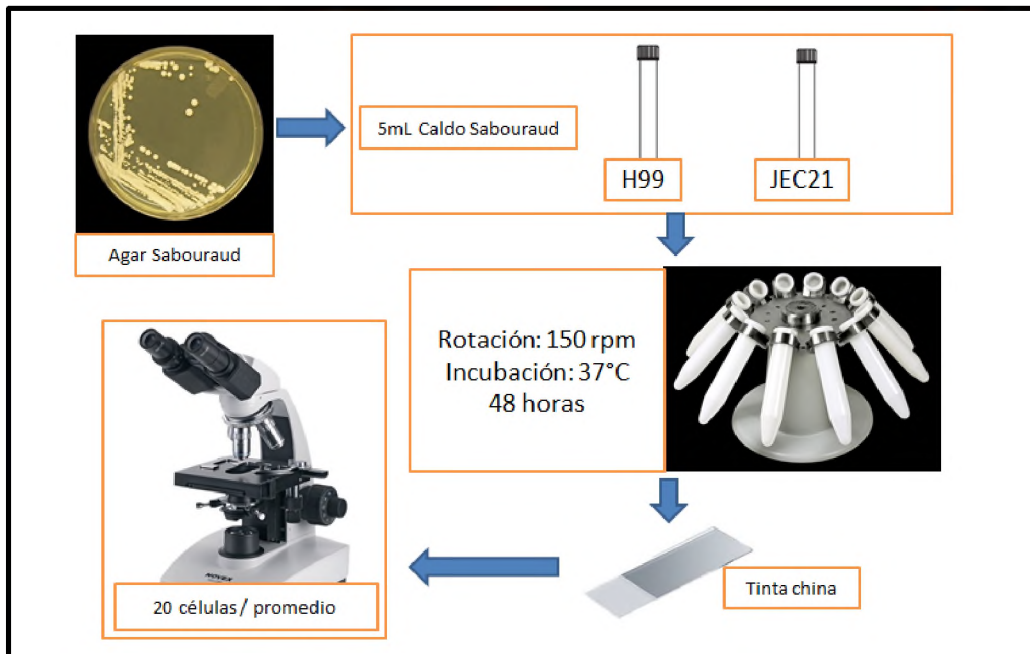 5mL Caldo Sabouraud
H99
JEC21
Agar Sabouraud
Rotación: 150 rpm
Incubación: 37°C
48 horas
Tinta china
NOVEX
20 células / promedio